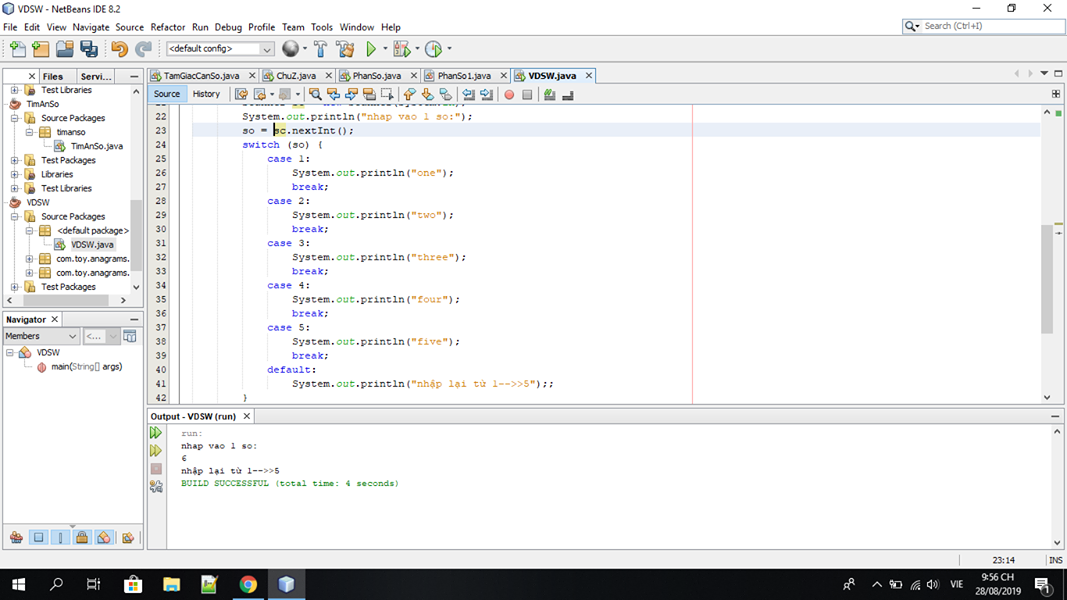 VDSW - NetBeans IDE 8.2
File Edit View Navigate Source Refactor Run Debug Profile Team Tools Window Help
<default config>
Search (Ctrl+I)
Files Servi...
TamGiacCanSo.java ChuZ.java PhanSo.java PhanSo1.java VDSW.java
Source History
Test Libraries
TimAnSo
Source Packages
timanso
TimAnSo.java
Test Packages
Libraries
Test Libraries
VDSW
Source Packages
<default package>
VDSW.java
com.toy.anagrams.
com.toy.anagrams.
Test Packages
Navigator
Members
<...
VDSW
main(String[] args)
22 System.out.println("nhap vao 1 so:");
23 so = sc.nextInt();
24 switch (so) {
25 case 1:
26 System.out.println("one");
27 break;
28 case 2:
29 System.out.println("two");
30 break;
31 case 3:
32 System.out.println("three");
33 break;
34 case 4:
35 System.out.println("four");
36 break;
37 case 5:
38 System.out.println("five");
39 break;
40 default:
41 System.out.println("nhập lại từ 1-->>5");;
42 }
Output - VDSW (run)
run:
nhap vao 1 so:
6
nhập lại từ 1-->>5
BUILD SUCCESSFUL (total time: 4 seconds)
23:14 INS
VIE
9:56 CH
28/08/2019
1